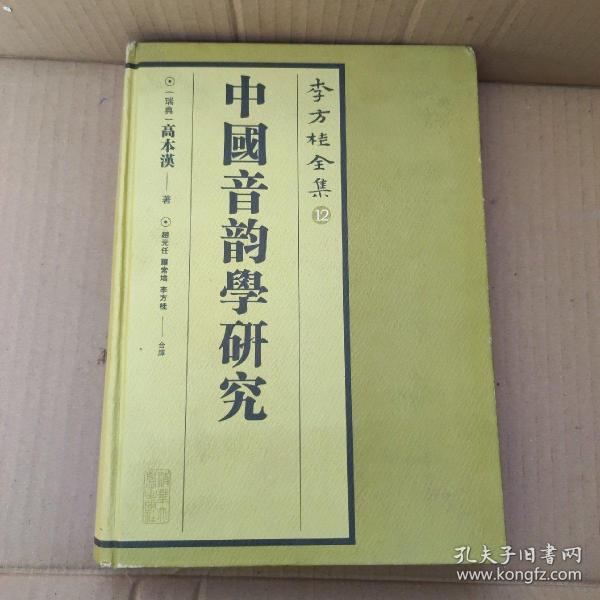 李方桂全集
12
中國音韵學研究
(瑞典)高本漢——著
趙元任 羅常培 李方桂——合譯
孔夫子旧书网
www.kongfz.com